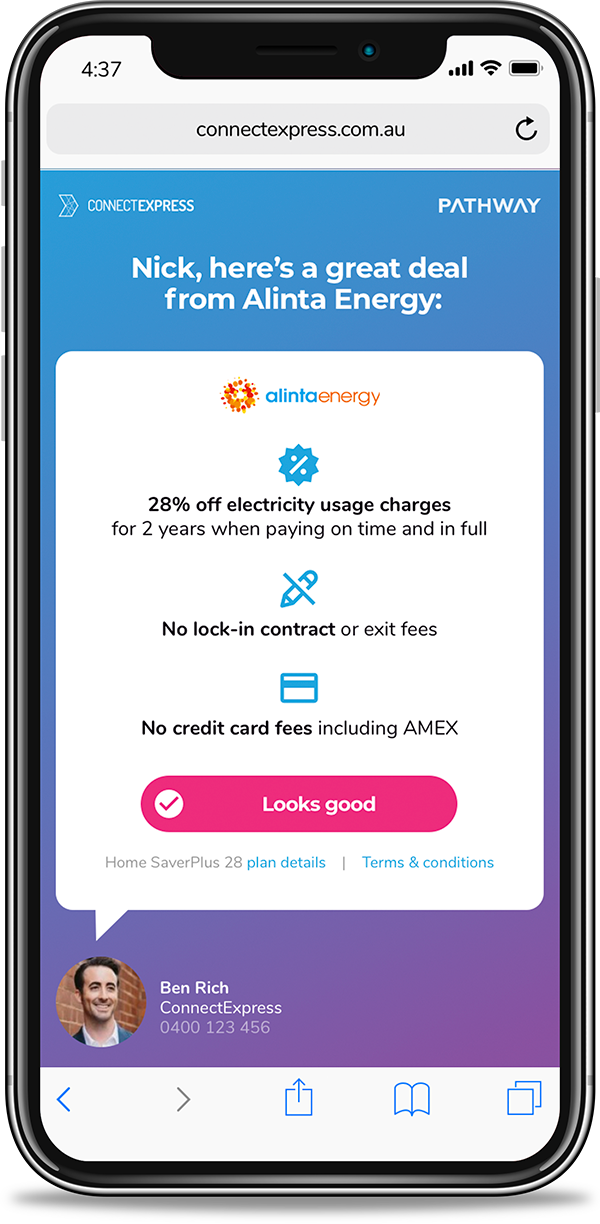 4:37
connectexpress.com.au
CONNECTEXPRESS
PATHWAY
Nick, here's a great deal
from Alinta Energy:
alintaenergy
28% off electricity usage charges
for 2 years when paying on time and in full
No lock-in contract or exit fees
No credit card fees including AMEX
Looks good
Home SaverPlus 28 plan details | Terms & conditions
Ben Rich
ConnectExpress
0400 123 456